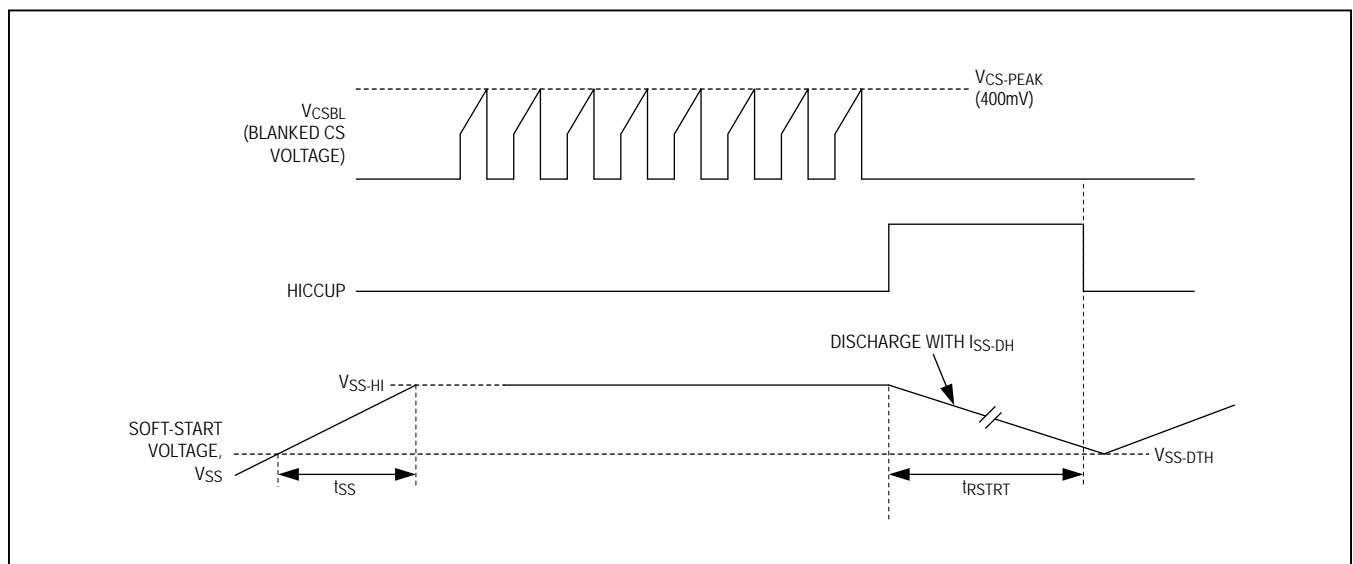 VCS-PEAK
(400mV)
VCSBL
(BLANKED CS
VOLTAGE)
HICCUP
DISCHARGE WITH ISS-DH
VSS-HI
SOFT-START
VOLTAGE,
VSS
VSS-DTH
tSS
tRSTRT